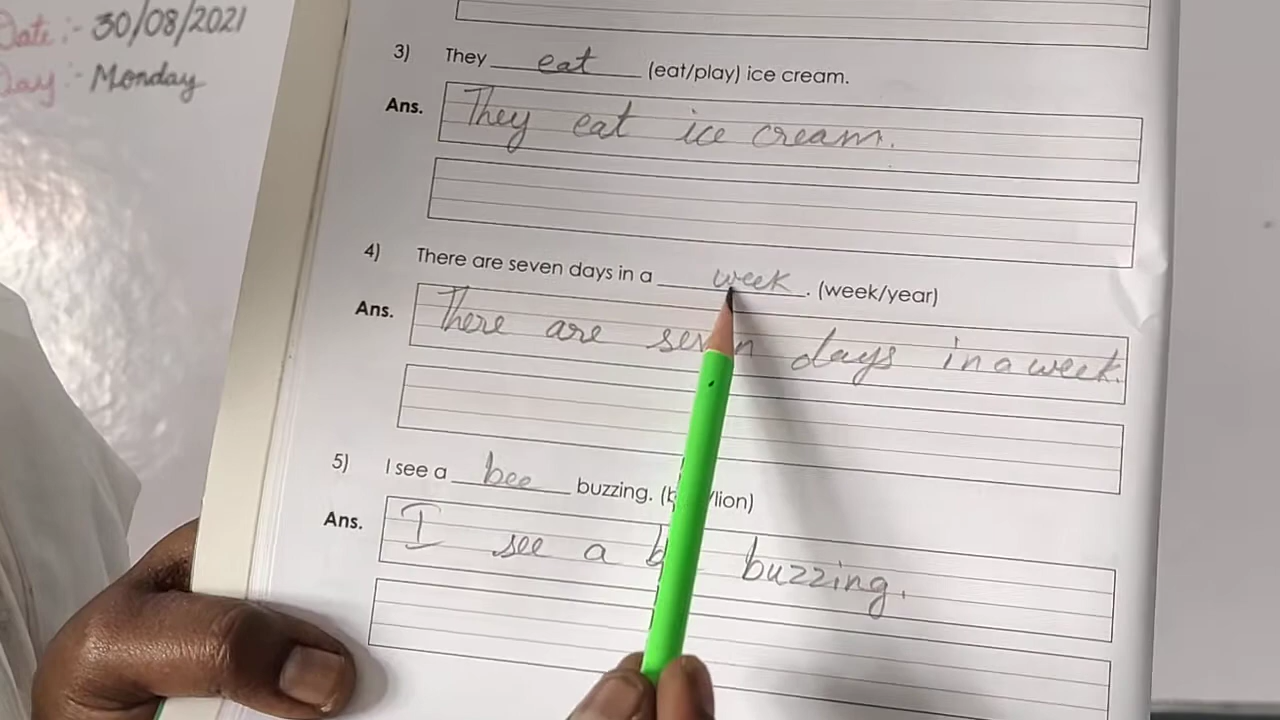 Date:- 30/08/2021
Day:- Monday
3) They eat (eat/play) ice cream.
Ans. They eat ice cream.
4) There are seven days in a week. (week/year)
Ans. There are seven days in a week.
5) I see a bee buzzing. (b /lion)
Ans. I see a b buzzing.